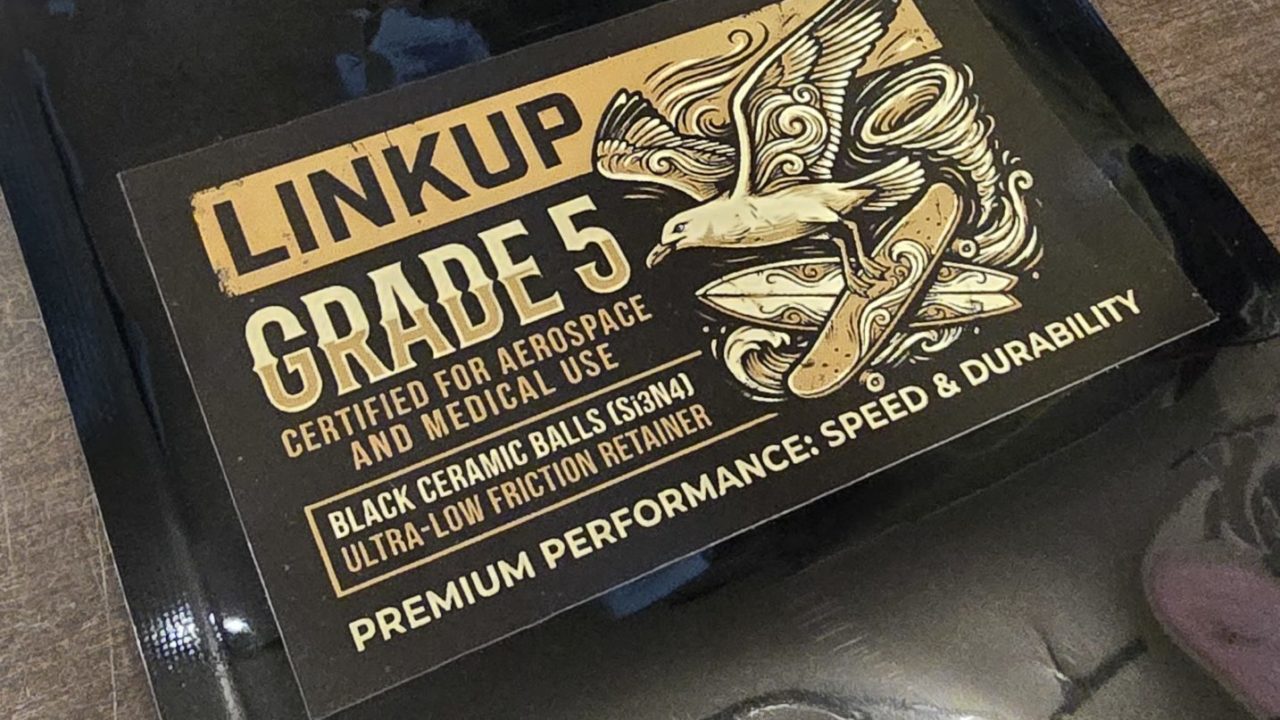 LINKUP
GRADE 5
CERTIFIED FOR AEROSPACE
AND MEDICAL USE
BLACK CERAMIC BALLS (Si3N4)
ULTRA-LOW FRICTION RETAINER
PREMIUM PERFORMANCE: SPEED & DURABILITY